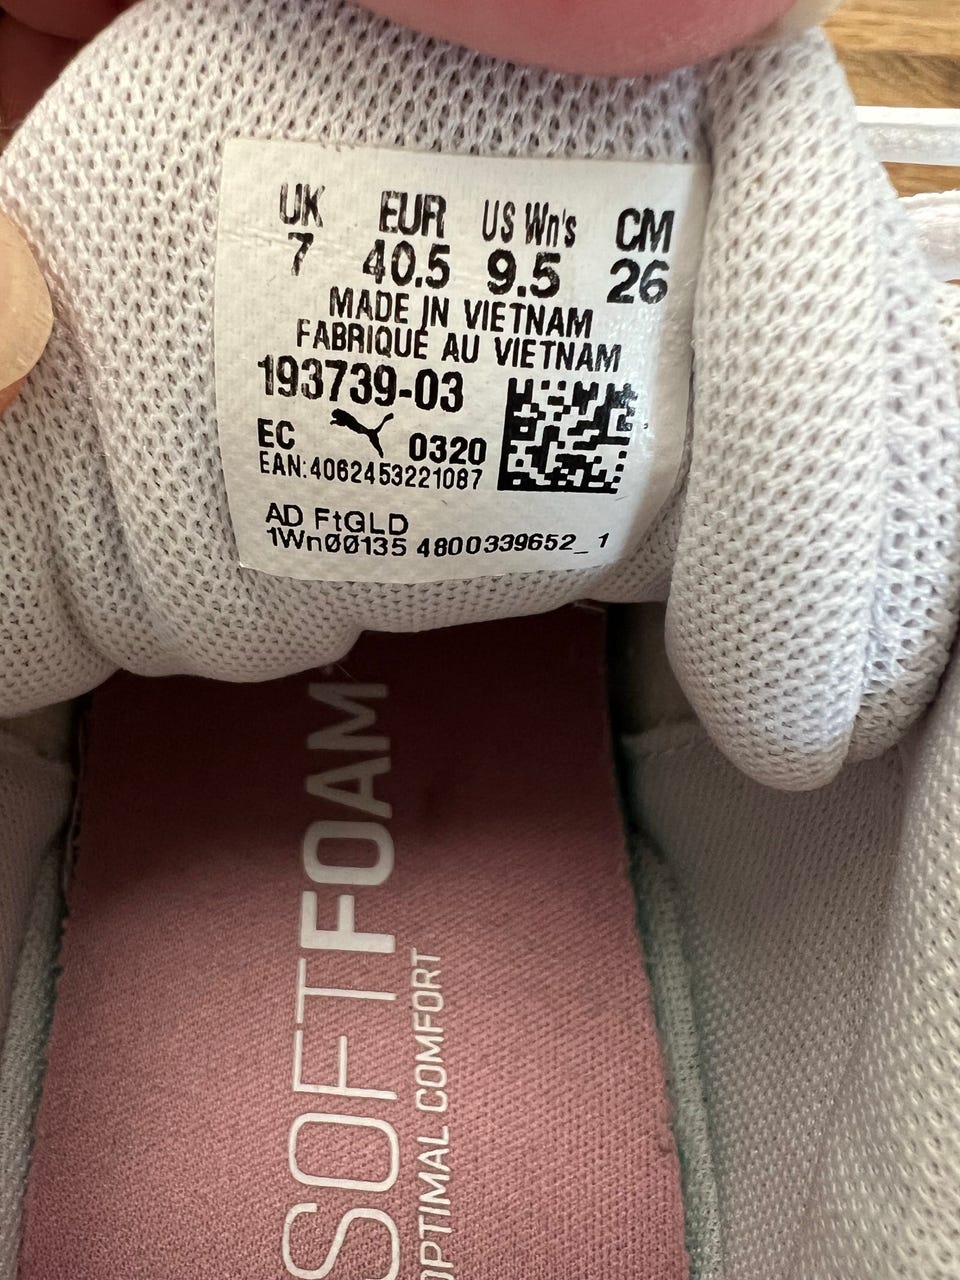 UK EUR US Wn's CM
7 40.5 9.5 26
MADE IN VIETNAM
FABRIQUE AU VIETNAM
193739-03
EC 0320
EAN:4062453221087
AD FtGLD
1Wn00135 4800339652_1
SOFTFOAM
OPTIMAL COMFORT